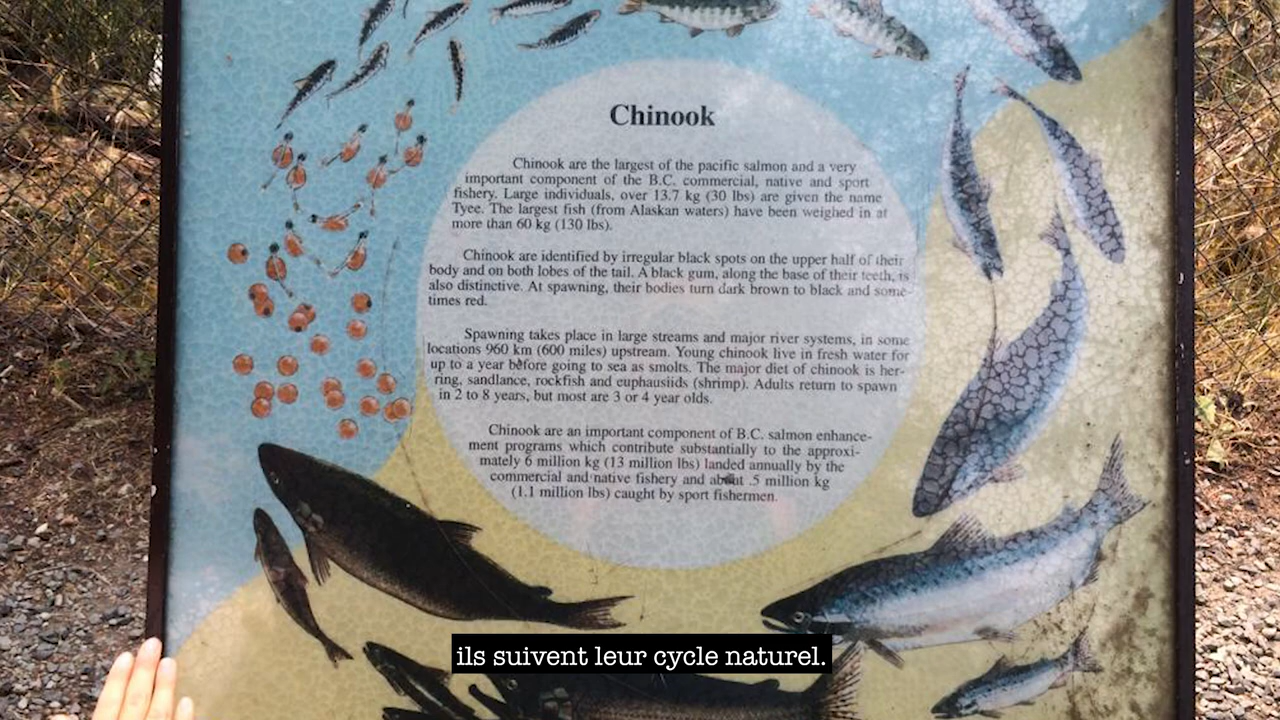 Chinook
Chinook are the largest of the pacific salmon and a very
important component of the B.C. commercial, native and sport
fishery. Large individuals, over 13.7 kg (30 lbs) are given the name
Tyee. The largest fish (from Alaskan waters) have been weighed in at
more than 60 kg (130 lbs).
Chinook are identified by irregular black spots on the upper half of their
body and on both lobes of the tail. A black gum, along the base of their teeth, is
also distinctive. At spawning, their bodies turn dark brown to black and some-
times red.
Spawning takes place in large streams and major river systems, in some
locations 960 km (600 miles) upstream. Young chinook live in fresh water for
up to a year before going to sea as smolts. The major diet of chinook is her-
ring, sandlance, rockfish and euphausiids (shrimp). Adults return to spawn
in 2 to 8 years, but most are 3 or 4 year olds.
Chinook are an important component of B.C. salmon enhance-
ment programs which contribute substantially to the approxi-
mately 6 million kg (13 million lbs) landed annually by the
commercial and native fishery and about .5 million kg
(1.1 million lbs) caught by sport fishermen.
ils suivent leur cycle naturel.